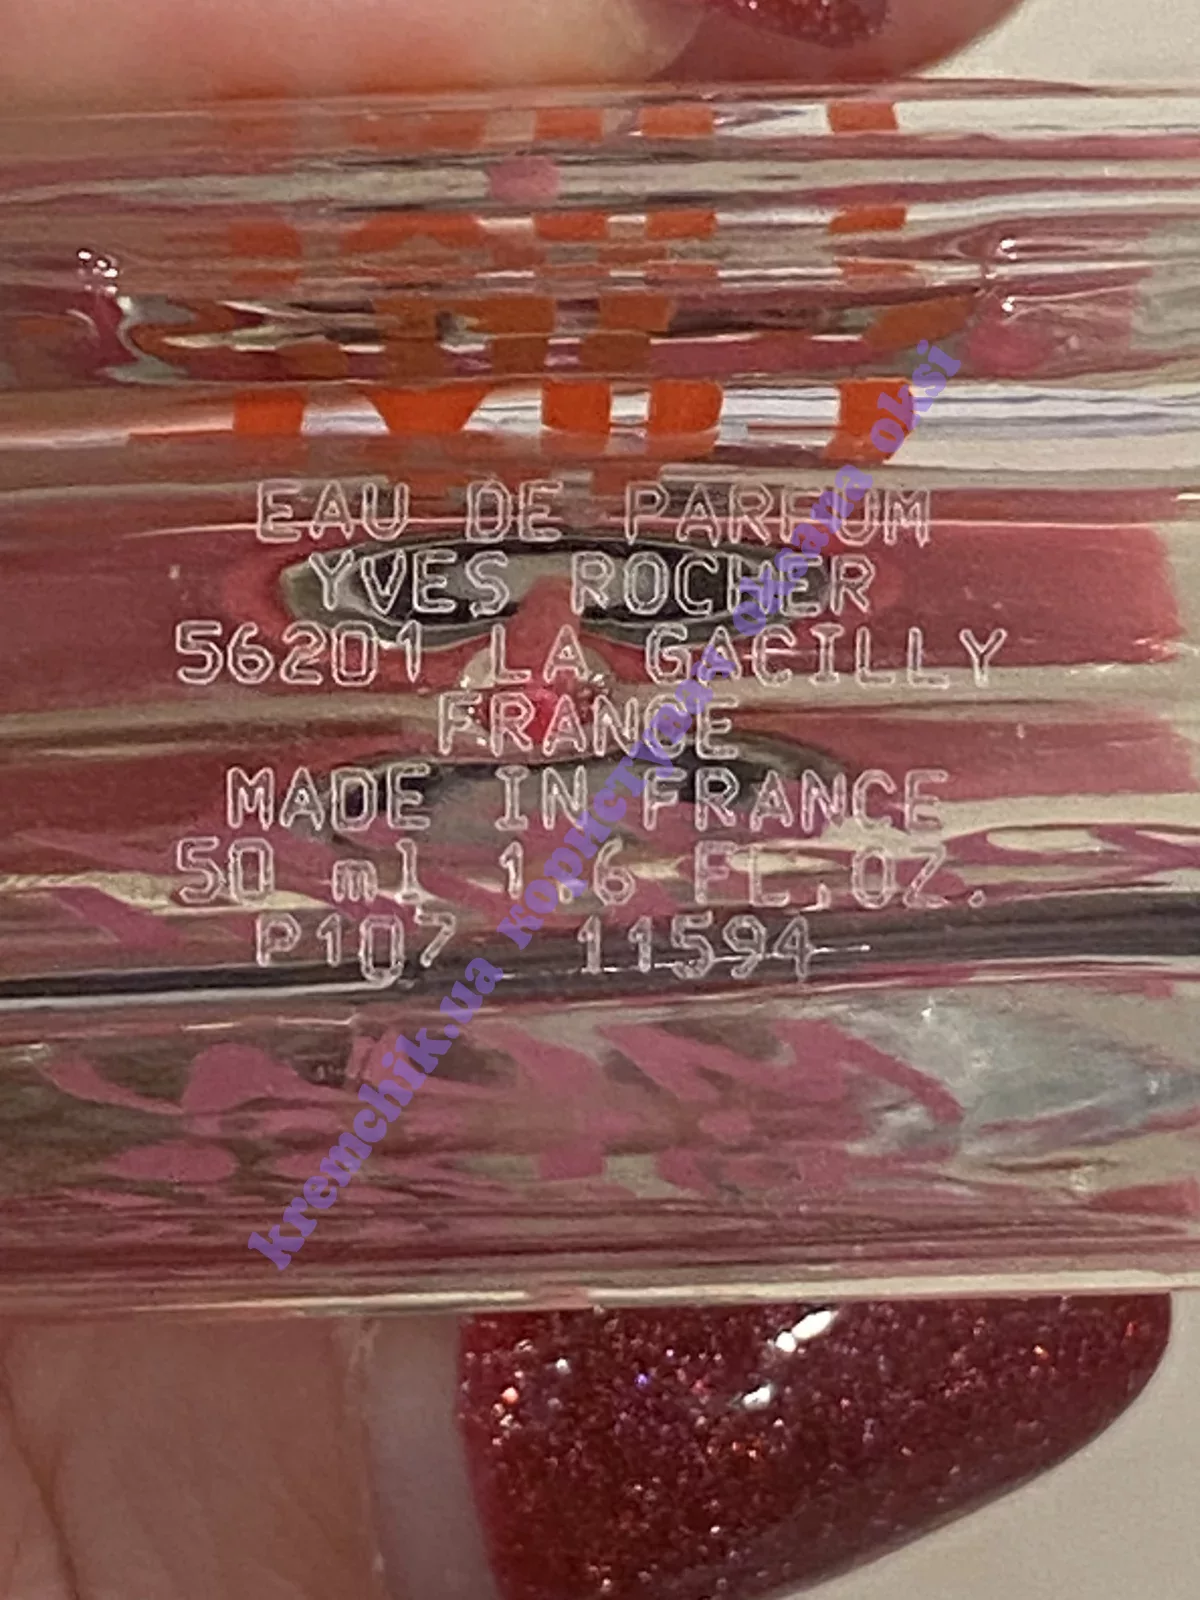 EAU DE PARFUM
YVES ROCHER
56201 LA GACILLY
FRANCE
MADE IN FRANCE
50 ml 1.6 FL.OZ.
P107 11594
kremchik.ua користувач oksana oksi